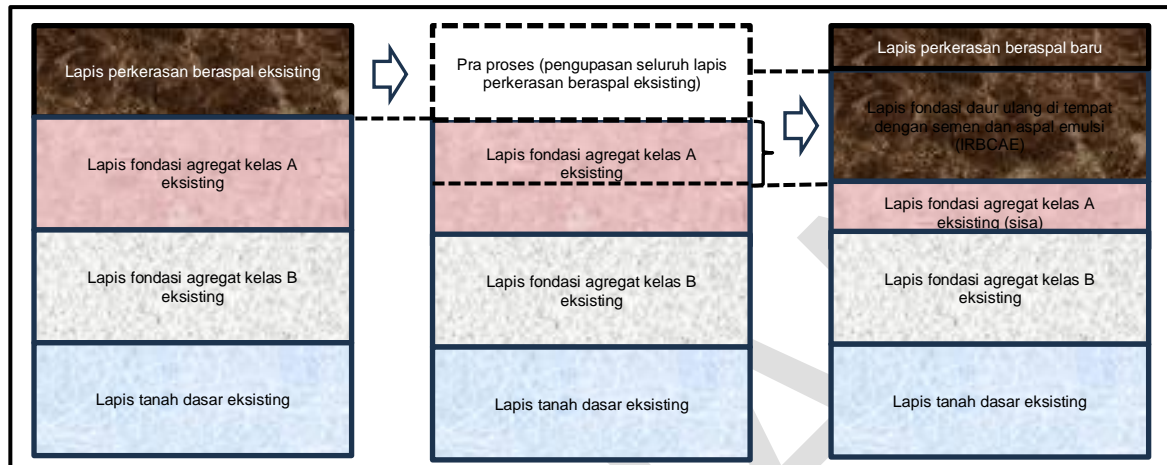 Lapis perkerasan beraspal eksisting
Lapis fondasi agregat kelas A
eksisting
Lapis fondasi agregat kelas B
eksisting
Lapis tanah dasar eksisting
Pra proses (pengupasan seluruh lapis
perkerasan beraspal eksisting)
Lapis fondasi agregat kelas A
eksisting
Lapis fondasi agregat kelas B
eksisting
Lapis tanah dasar eksisting
Lapis perkerasan beraspal baru
Lapis fondasi daur ulang di tempat
dengan semen dan aspal emulsi
(IRBCAE)
Lapis fondasi agregat kelas A
eksisting (sisa)
Lapis fondasi agregat kelas B
eksisting
Lapis tanah dasar eksisting